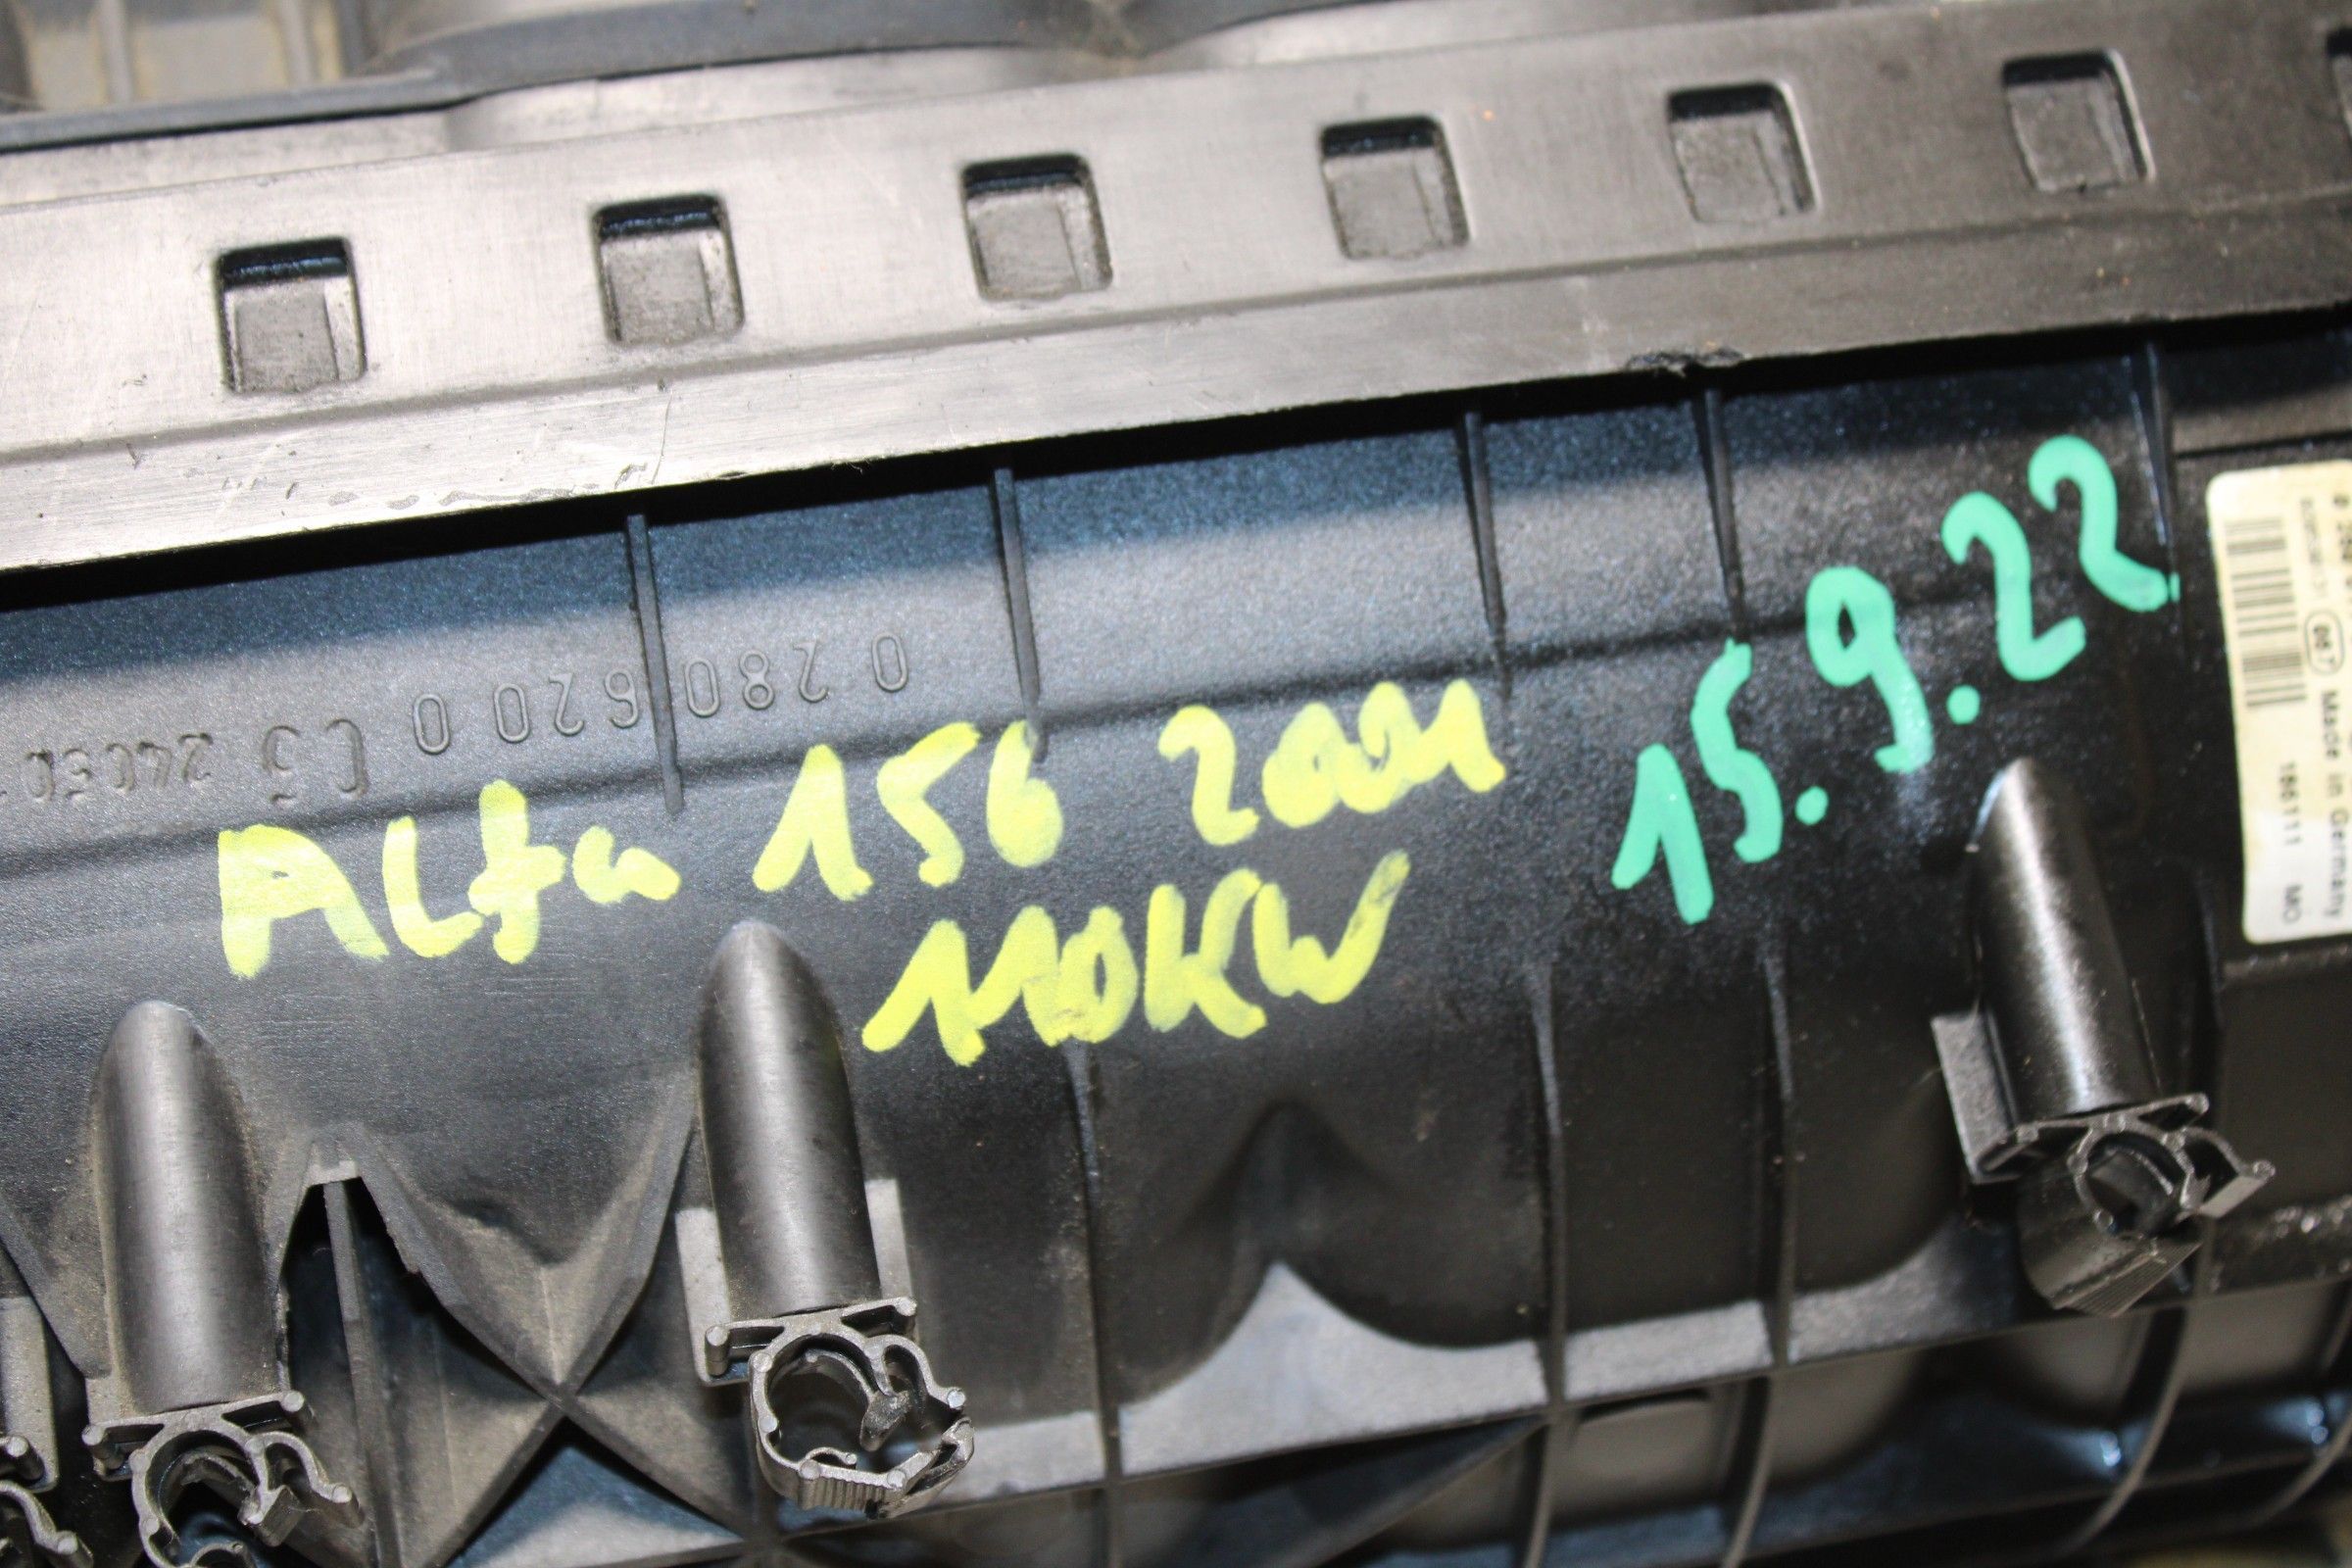 ALfa 156 2001
110KW
15.9.22
0 280 620 0
Made in Germany